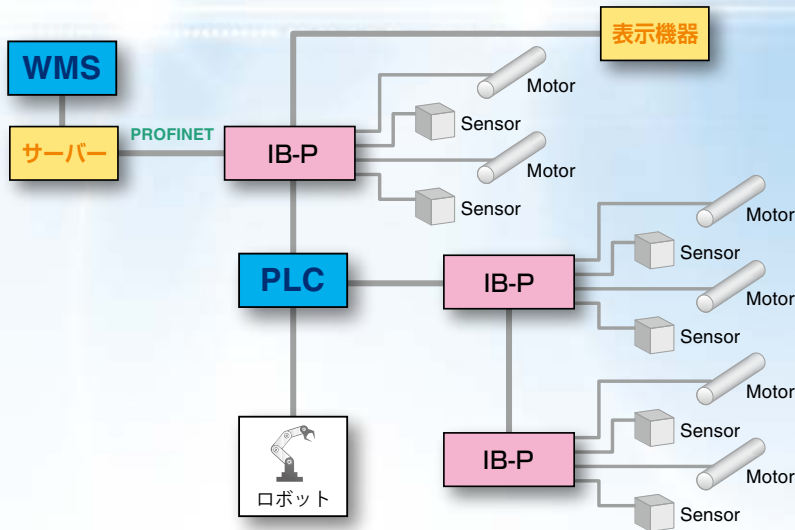 表示機器
WMS
Motor
Sensor
PROFINET
サーバー
IB-P
Motor
Sensor
Motor
Sensor
PLC
IB-P
Motor
Sensor
Motor
Sensor
IB-P
Motor
Sensor
ロボット